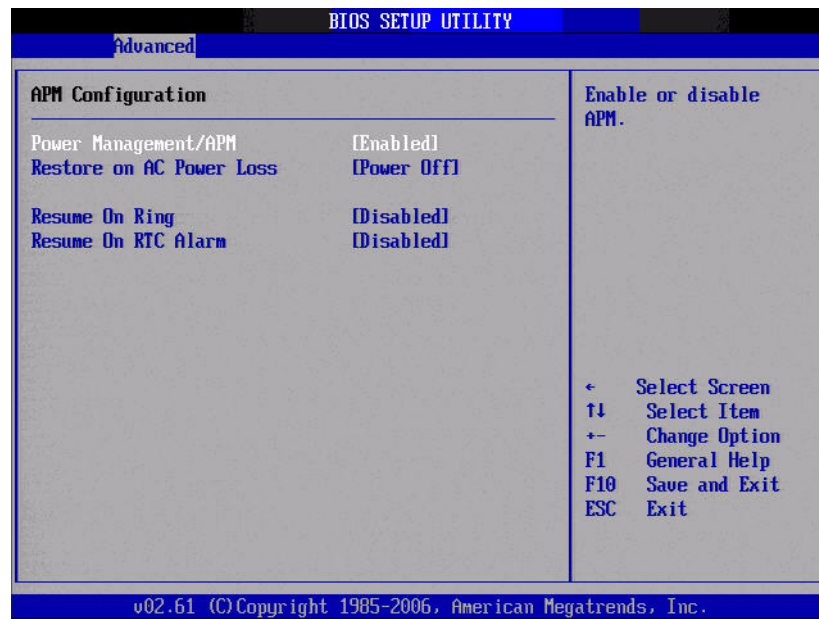 BIOS SETUP UTILITY
Advanced
APM Configuration
Power Management/APM [Enabled]
Restore on AC Power Loss [Power Off]
Resume On Ring [Disabled]
Resume On RTC Alarm [Disabled]
Enable or disable
APM.
← Select Screen
↑↓ Select Item
+- Change Option
F1 General Help
F10 Save and Exit
ESC Exit
v02.61 (C)Copyright 1985-2006, American Megatrends, Inc.